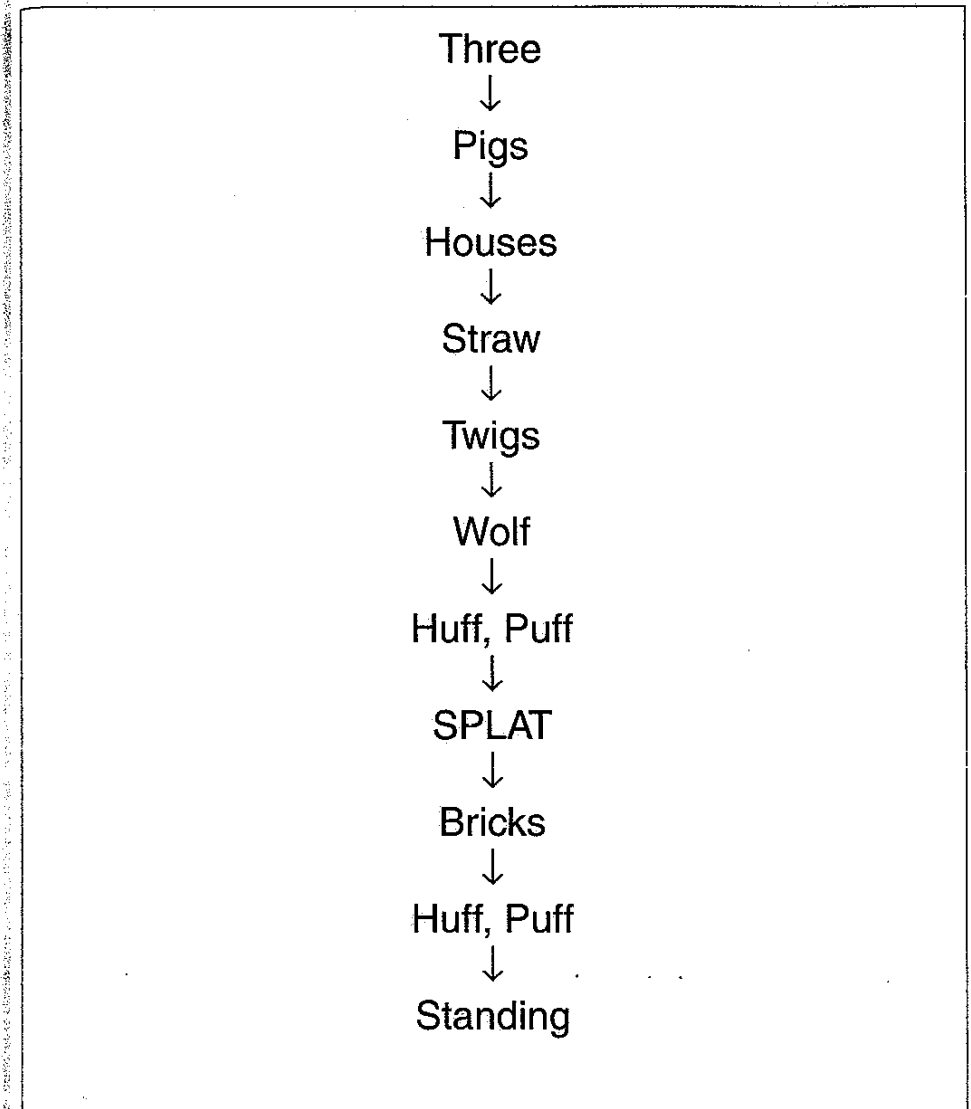 Three
↓
Pigs
↓
Houses
↓
Straw
↓
Twigs
↓
Wolf
↓
Huff, Puff
↓
SPLAT
↓
Bricks
↓
Huff, Puff
↓
Standing